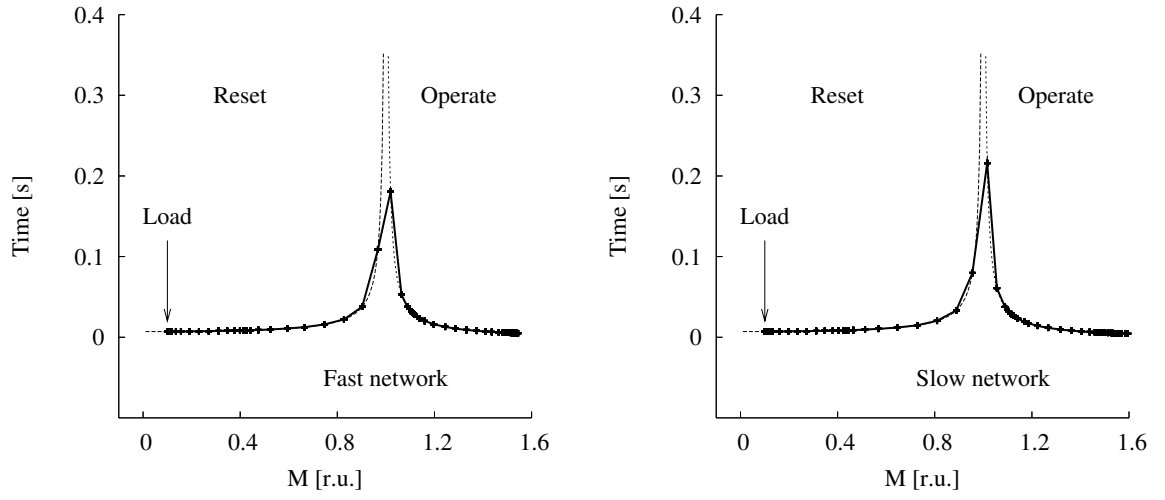 0.4
0.3
0.2
0.1
0
Time [s]
Reset
Operate
Load
Fast network
0 0.4 0.8 1.2 1.6
M [r.u.]
0.4
0.3
0.2
0.1
0
Time [s]
Reset
Operate
Load
Slow network
0 0.4 0.8 1.2 1.6
M [r.u.]